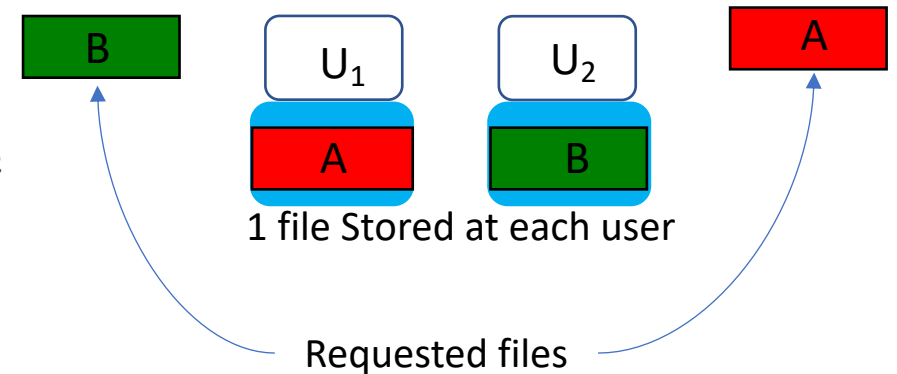 B U₁ U₂ A
A B
1 file Stored at each user
Requested files